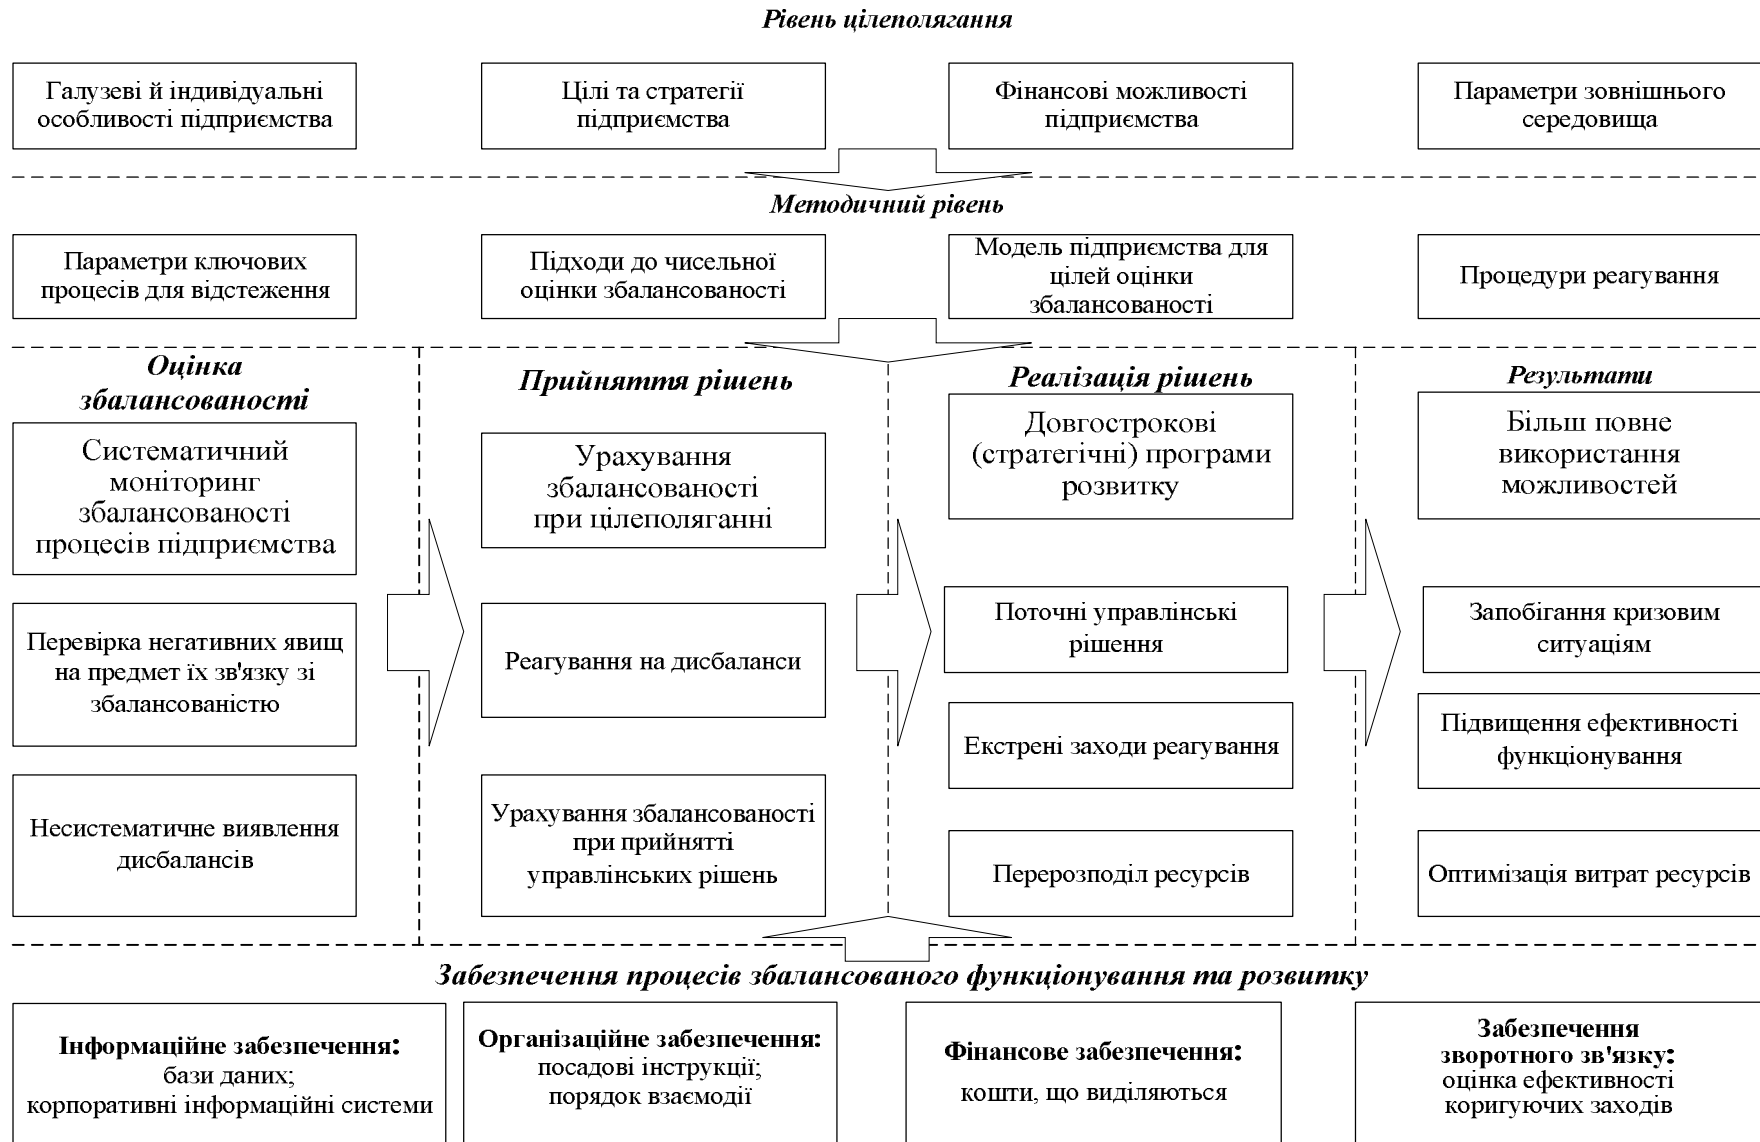 Рівень цілеполягання
Галузеві й індивідуальні
особливості підприємства
Цілі та стратегії
підприємства
Фінансові можливості
підприємства
Параметри зовнішнього
середовища
Методичний рівень
Параметри ключових
процесів для відстеження
Підходи до чисельної
оцінки збалансованості
Модель підприємства для
цілей оцінки
збалансованості
Процедури реагування
Оцінка
збалансованості
Систематичний
моніторинг
збалансованості
процесів підприємства
Перевірка негативних явищ
на предмет їх зв'язку зі
збалансованістю
Несистематичне виявлення
дисбалансів
Прийняття рішень
Урахування
збалансованості
при цілеполяганні
Реагування на дисбаланси
Урахування збалансованості
при прийнятті
управлінських рішень
Реалізація рішень
Довгострокові
(стратегічні) програми
розвитку
Поточні управлінські
рішення
Екстрені заходи реагування
Перерозподіл ресурсів
Результати
Більш повне
використання
можливостей
Запобігання кризовим
ситуаціям
Підвищення ефективності
функціонування
Оптимізація витрат ресурсів
Забезпечення процесів збалансованого функціонування та розвитку
Інформаційне забезпечення:
бази даних;
корпоративні інформаційні системи
Організаційне забезпечення:
посадові інструкції;
порядок взаємодії
Фінансове забезпечення:
кошти, що виділяються
Забезпечення
зворотного зв'язку:
оцінка ефективності
коригуючих заходів